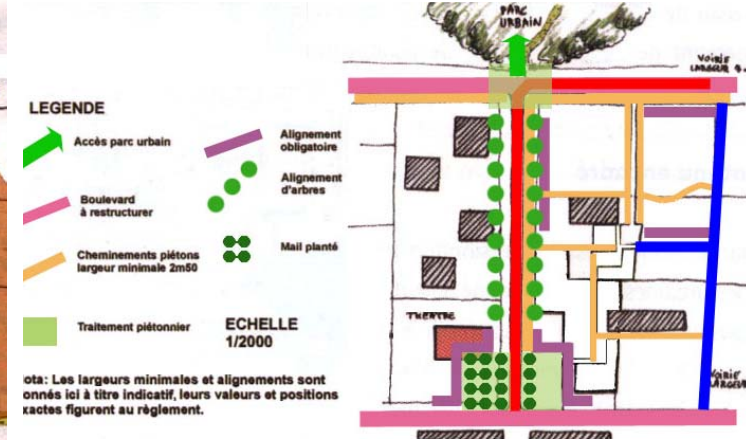 LEGENDE
Accès parc urbain
Boulevard
à restructurer
Cheminements piétons
largeur minimale 2m50
Traitement piétonnier
Alignement
obligatoire
Alignement
d'arbres
Mail planté
ECHELLE
1/2000
ota: Les largeurs minimales et alignements sont
onnés ici à titre indicatif, leurs valeurs et positions
xactes figurent au règlement.
PARC
URBAIN
VOIRIE
LARGEUR
THEATRE
VOIRIE
LARGEUR